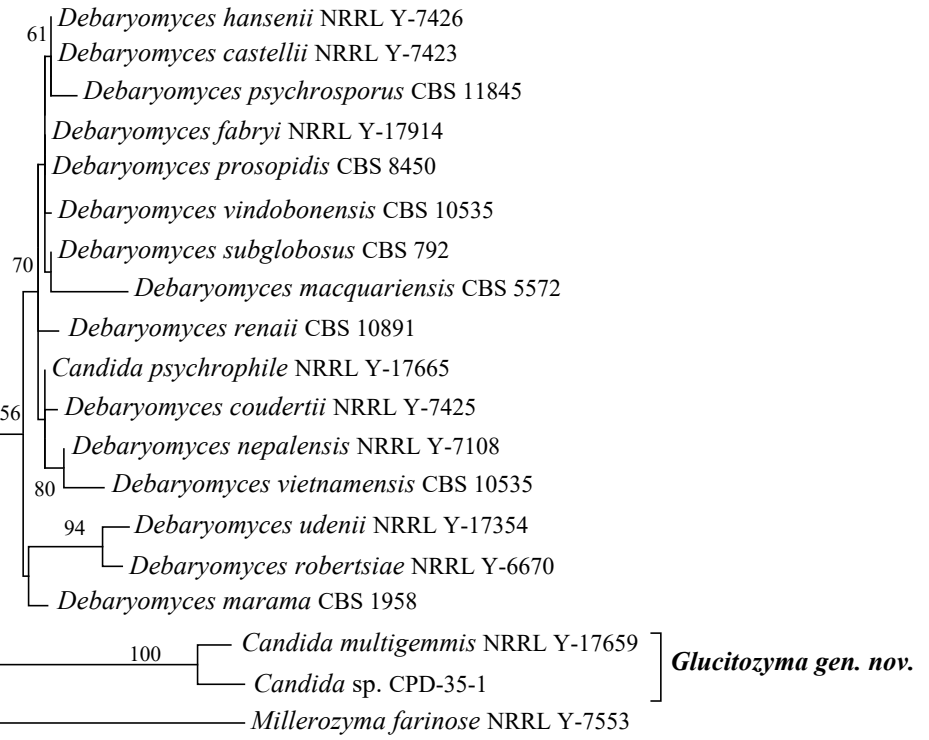 Debaryomyces hansenii NRRL Y-7426
61
Debaryomyces castellii NRRL Y-7423
Debaryomyces psychrosporus CBS 11845
Debaryomyces fabryi NRRL Y-17914
Debaryomyces prosopidis CBS 8450
Debaryomyces vindobonensis CBS 10535
Debaryomyces subglobosus CBS 792
70
Debaryomyces macquariensis CBS 5572
Debaryomyces renaii CBS 10891
Candida psychrophile NRRL Y-17665
Debaryomyces coudertii NRRL Y-7425
56
Debaryomyces nepalensis NRRL Y-7108
Debaryomyces vietnamensis CBS 10535
80
Debaryomyces udenii NRRL Y-17354
94
Debaryomyces robertsiae NRRL Y-6670
Debaryomyces marama CBS 1958
Candida multigemmis NRRL Y-17659
100
Glucitozyma gen. nov.
Candida sp. CPD-35-1
Millerozyma farinose NRRL Y-7553